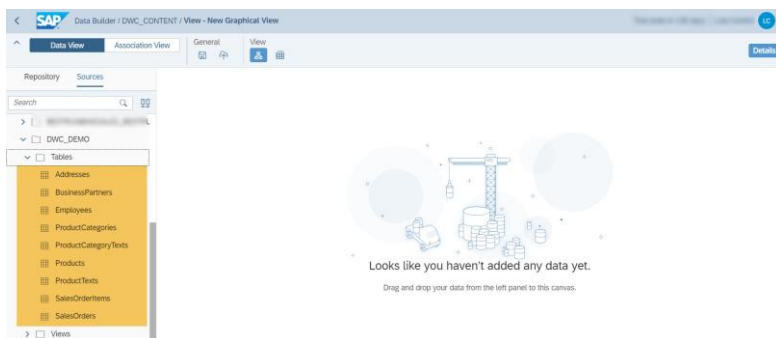 SAP Data Builder / DWC_CONTENT / View - New Graphical View
LC
Data View Association View General View
Details
Repository Sources
Search
DWC_DEMO
Tables
Addresses
BusinessPartners
Employees
ProductCategories
ProductCategoryTexts
Products
ProductTexts
SalesOrderItems
SalesOrders
Views
Looks like you haven't added any data yet.
Drag and drop your data from the left panel to this canvas.